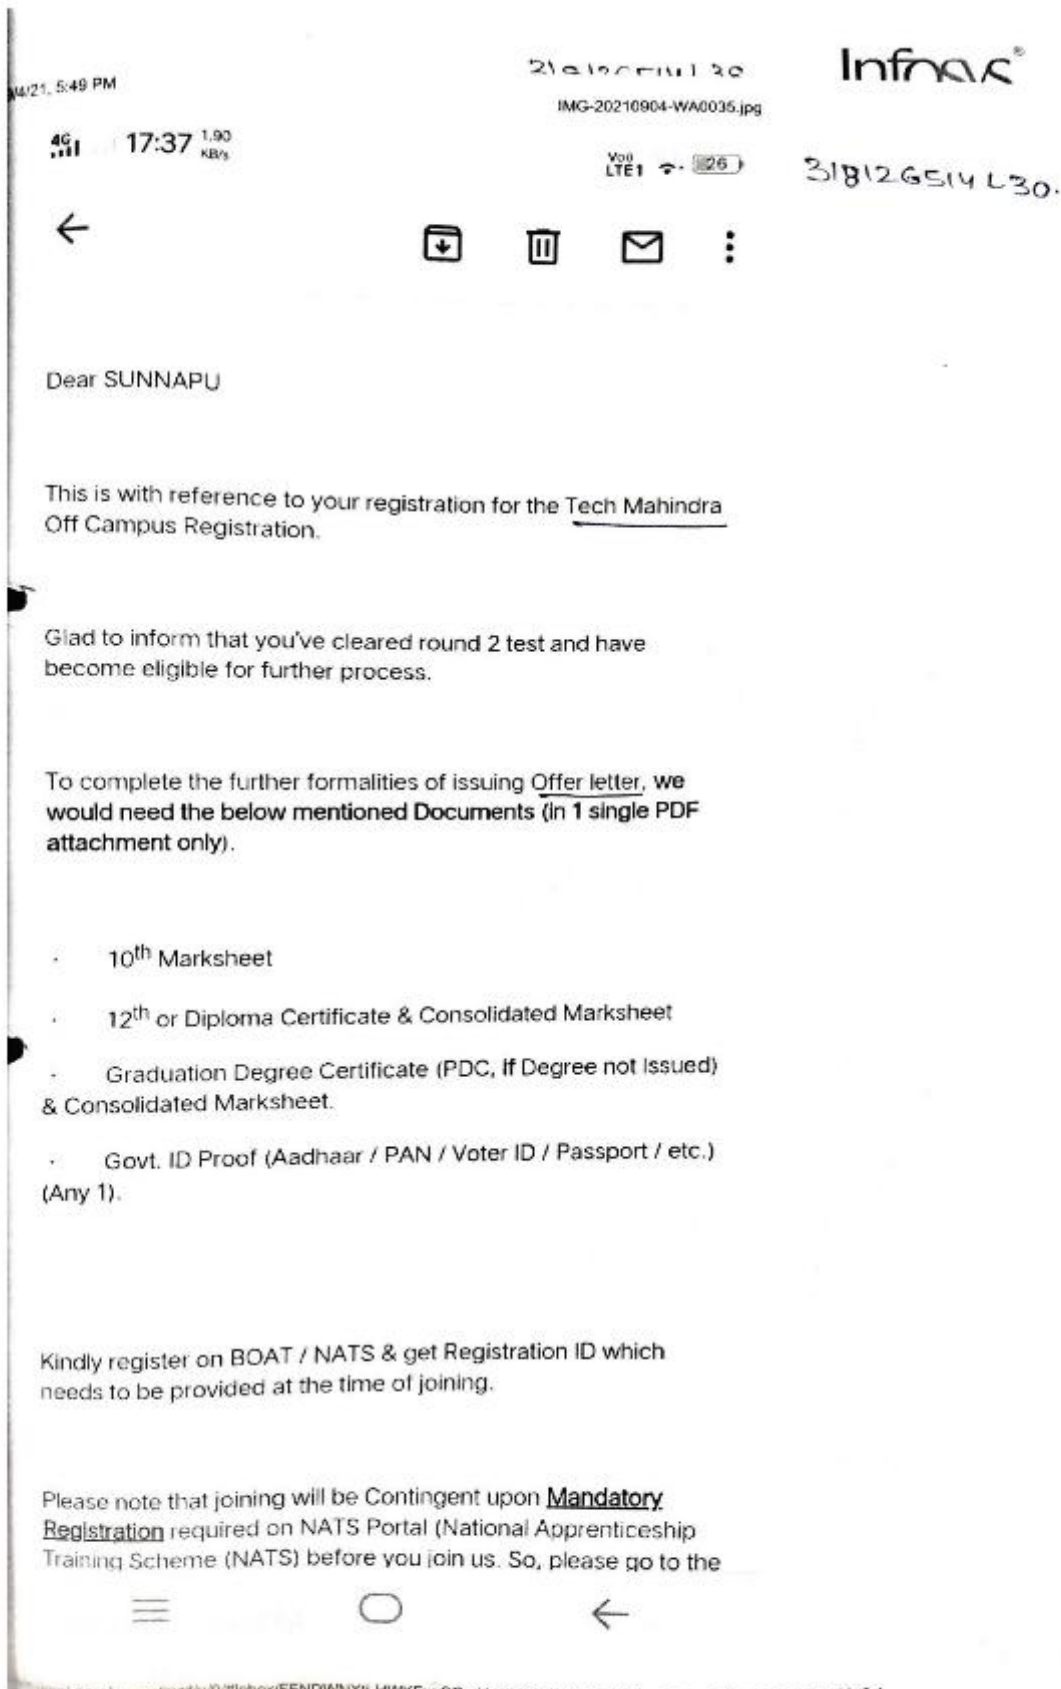 4/21, 5:49 PM
IMG-20210904-WA0035.jpg
4G 17:37 1.90 KB/s
Vo LTE1 26
31812G514L30.
Dear SUNNAPU
This is with reference to your registration for the Tech Mahindra
Off Campus Registration.
Glad to inform that you've cleared round 2 test and have
become eligible for further process.
To complete the further formalities of issuing Offer letter, we
would need the below mentioned Documents (in 1 single PDF
attachment only).
· 10th Marksheet
· 12th or Diploma Certificate & Consolidated Marksheet
· Graduation Degree Certificate (PDC, if Degree not Issued)
& Consolidated Marksheet.
· Govt. ID Proof (Aadhaar / PAN / Voter ID / Passport / etc.)
(Any 1).
Kindly register on BOAT / NATS & get Registration ID which
needs to be provided at the time of joining.
Please note that joining will be Contingent upon Mandatory
Registration required on NATS Portal (National Apprenticeship
Training Scheme (NATS) before you join us. So, please go to the